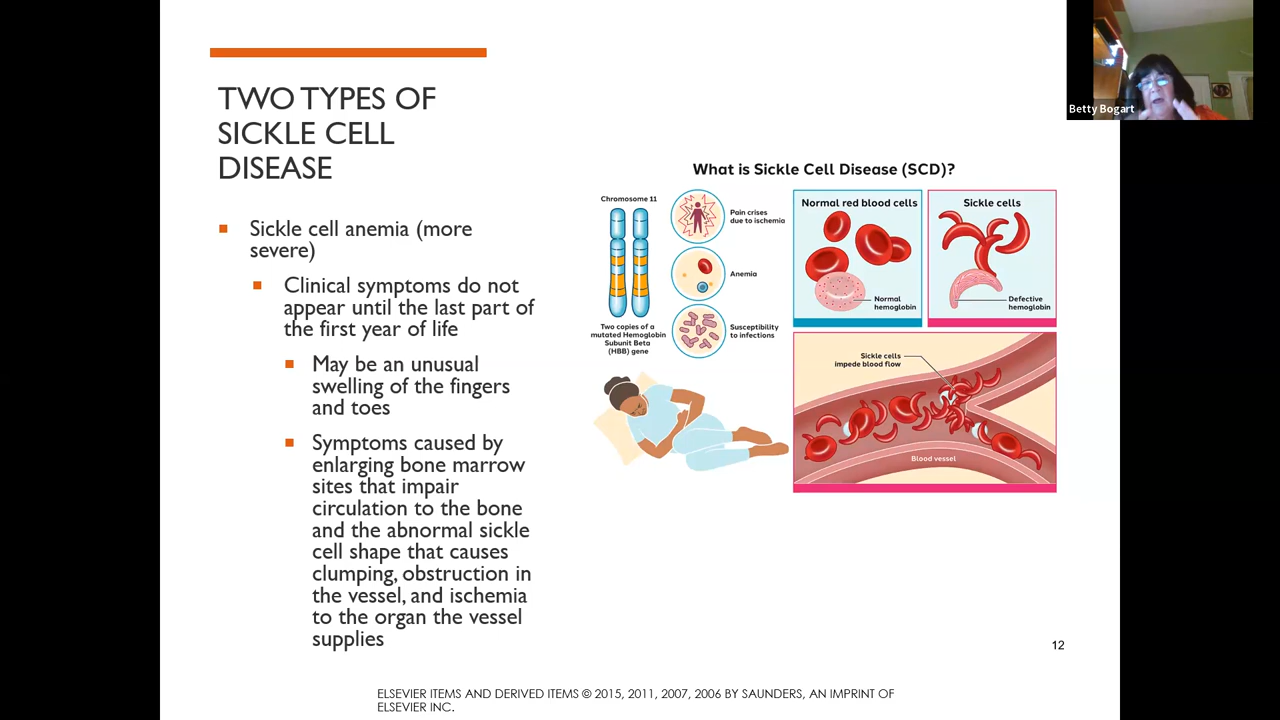 TWO TYPES OF
SICKLE CELL
DISEASE
Sickle cell anemia (more
severe)
Clinical symptoms do not
appear until the last part of
the first year of life
May be an unusual
swelling of the fingers
and toes
Symptoms caused by
enlarging bone marrow
sites that impair
circulation to the bone
and the abnormal sickle
cell shape that causes
clumping, obstruction in
the vessel, and ischemia
to the organ the vessel
supplies
What is Sickle Cell Disease (SCD)?
Chromosome 11
Two copies of a
mutated Hemoglobin
Subunit Beta
(HBB) gene
Pain crises
due to ischemia
Anemia
Susceptibility
to infections
Normal red blood cells
Normal
hemoglobin
Sickle cells
Defective
hemoglobin
Sickle cells
impede blood flow
Blood vessel
Betty Bogart
12
ELSEVIER ITEMS AND DERIVED ITEMS © 2015, 2011, 2007, 2006 BY SAUNDERS, AN IMPRINT OF
ELSEVIER INC.